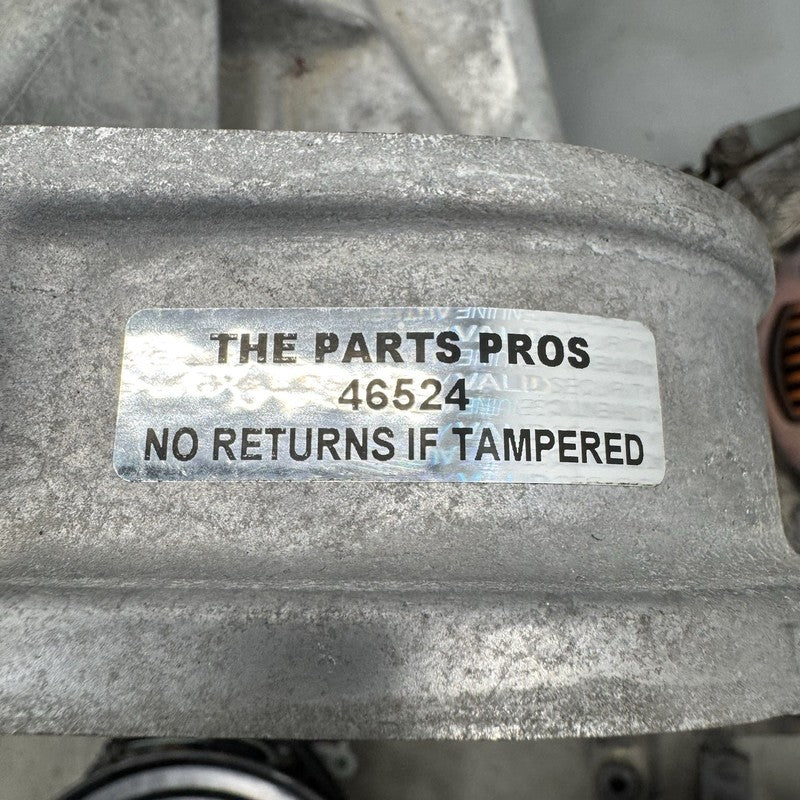 THE PARTS PROS
46524
NO RETURNS IF TAMPERED